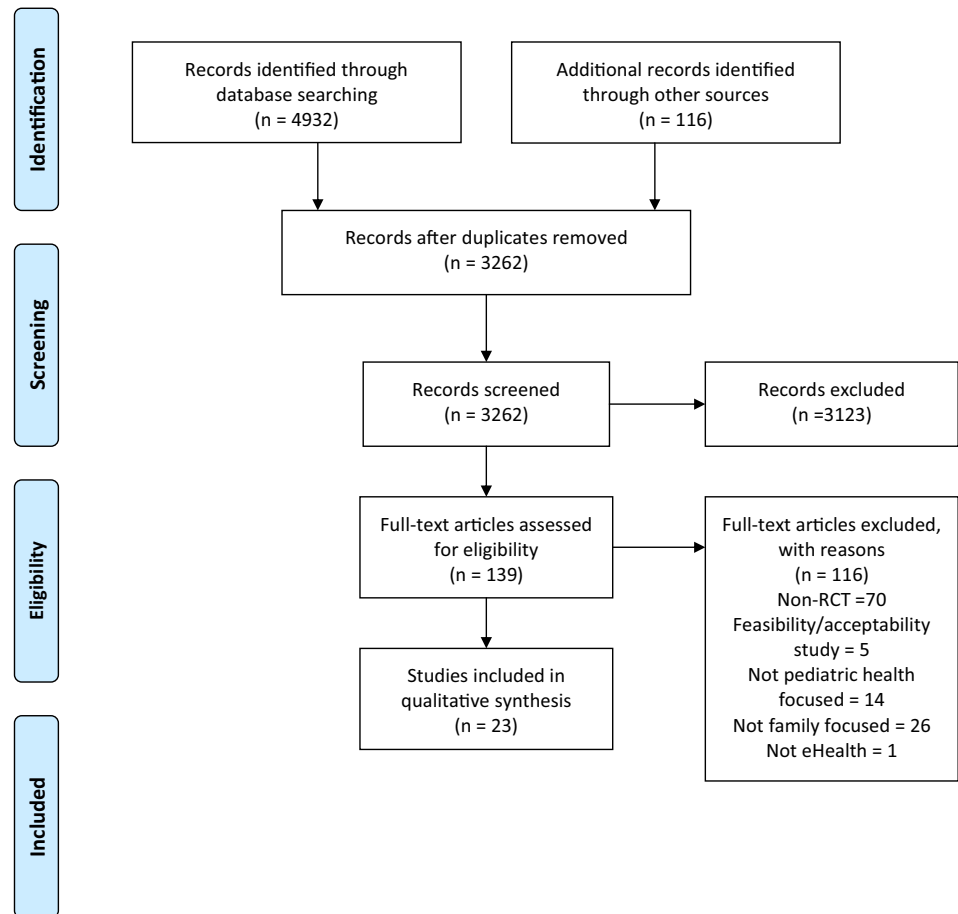 Identification
Records identified through
database searching
(n = 4932)
Additional records identified
through other sources
(n = 116)
Records after duplicates removed
(n = 3262)
Screening
Records screened
(n = 3262)
Records excluded
(n =3123)
Eligibility
Full-text articles assessed
for eligibility
(n = 139)
Full-text articles excluded,
with reasons
(n = 116)
Non-RCT =70
Feasibility/acceptability
study = 5
Not pediatric health
focused = 14
Not family focused = 26
Not eHealth = 1
Studies included in
qualitative synthesis
(n = 23)
Included